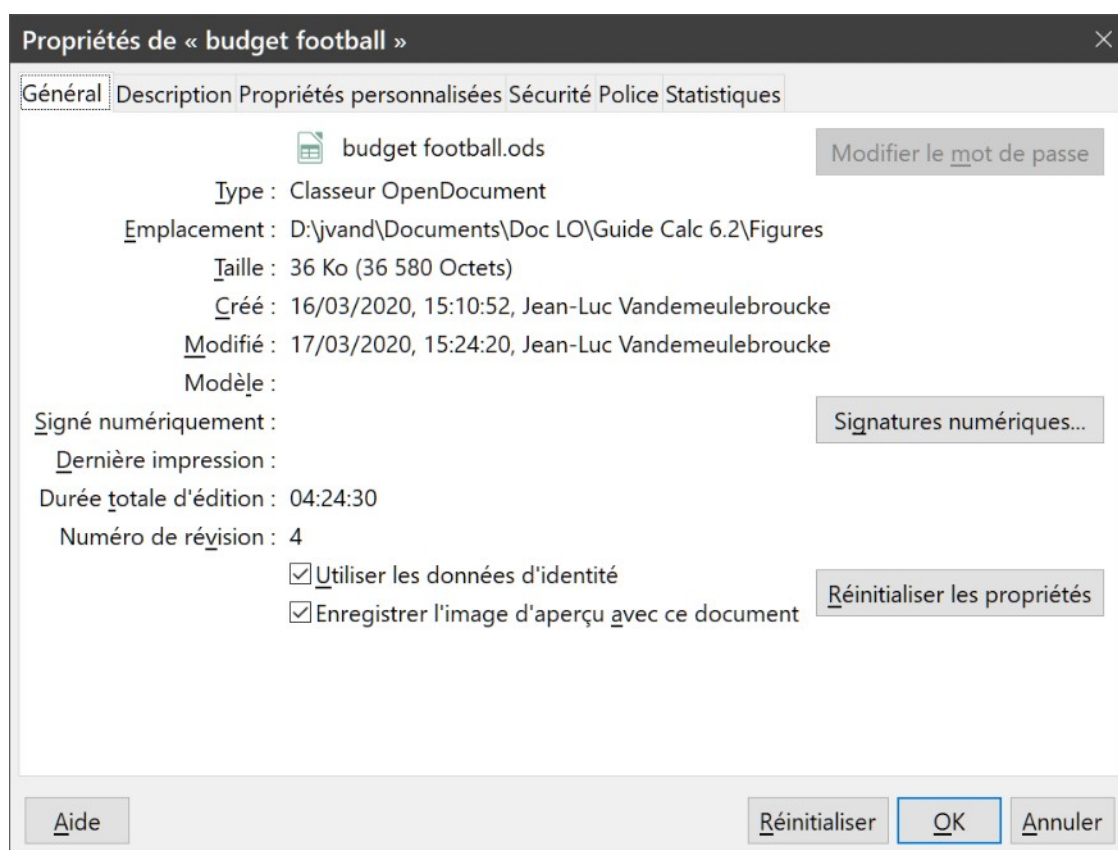 Propriétés de « budget football »
Général Description Propriétés personnalisées Sécurité Police Statistiques
budget football.ods
Modifier le mot de passe
Type : Classeur OpenDocument
Emplacement : D:\jvand\Documents\Doc LO\Guide Calc 6.2\Figures
Taille : 36 Ko (36 580 Octets)
Créé : 16/03/2020, 15:10:52, Jean-Luc Vandemeulebroucke
Modifié : 17/03/2020, 15:24:20, Jean-Luc Vandemeulebroucke
Modèle :
Signé numériquement :
Signatures numériques...
Dernière impression :
Durée totale d'édition : 04:24:30
Numéro de révision : 4
Utiliser les données d'identité
Réinitialiser les propriétés
Enregistrer l'image d'aperçu avec ce document
Aide Réinitialiser OK Annuler